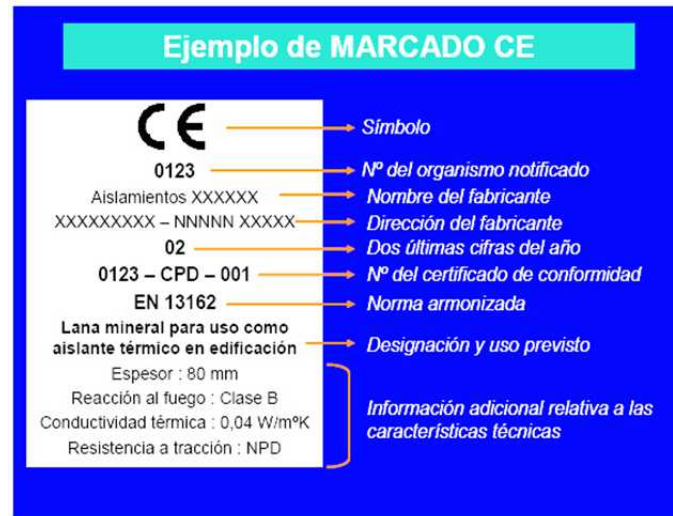 Ejemplo de MARCADO CE
CE
Símbolo
0123
Nº del organismo notificado
Aislamientos XXXXXX
Nombre del fabricante
XXXXXXXXX – NNNNN XXXXX
Dirección del fabricante
02
Dos últimas cifras del año
0123 – CPD – 001
Nº del certificado de conformidad
EN 13162
Norma armonizada
Lana mineral para uso como
aislante térmico en edificación
Designación y uso previsto
Espesor : 80 mm
Reacción al fuego : Clase B
Conductividad térmica : 0,04 W/mºK
Resistencia a tracción : NPD
Información adicional relativa a las
características técnicas